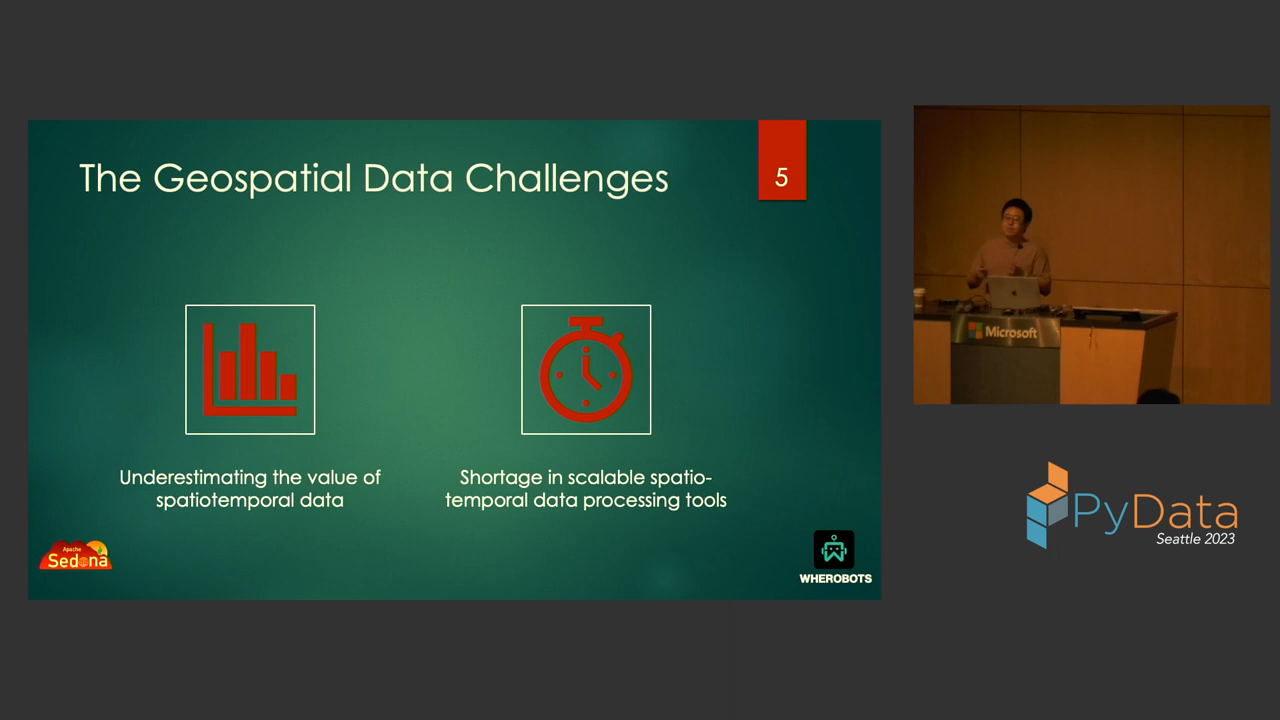 The Geospatial Data Challenges
5
Underestimating the value of
spatiotemporal data
Shortage in scalable spatio-
temporal data processing tools
Apache
Sedona
WHEROBOTS
Microsoft
PyData
Seattle 2023